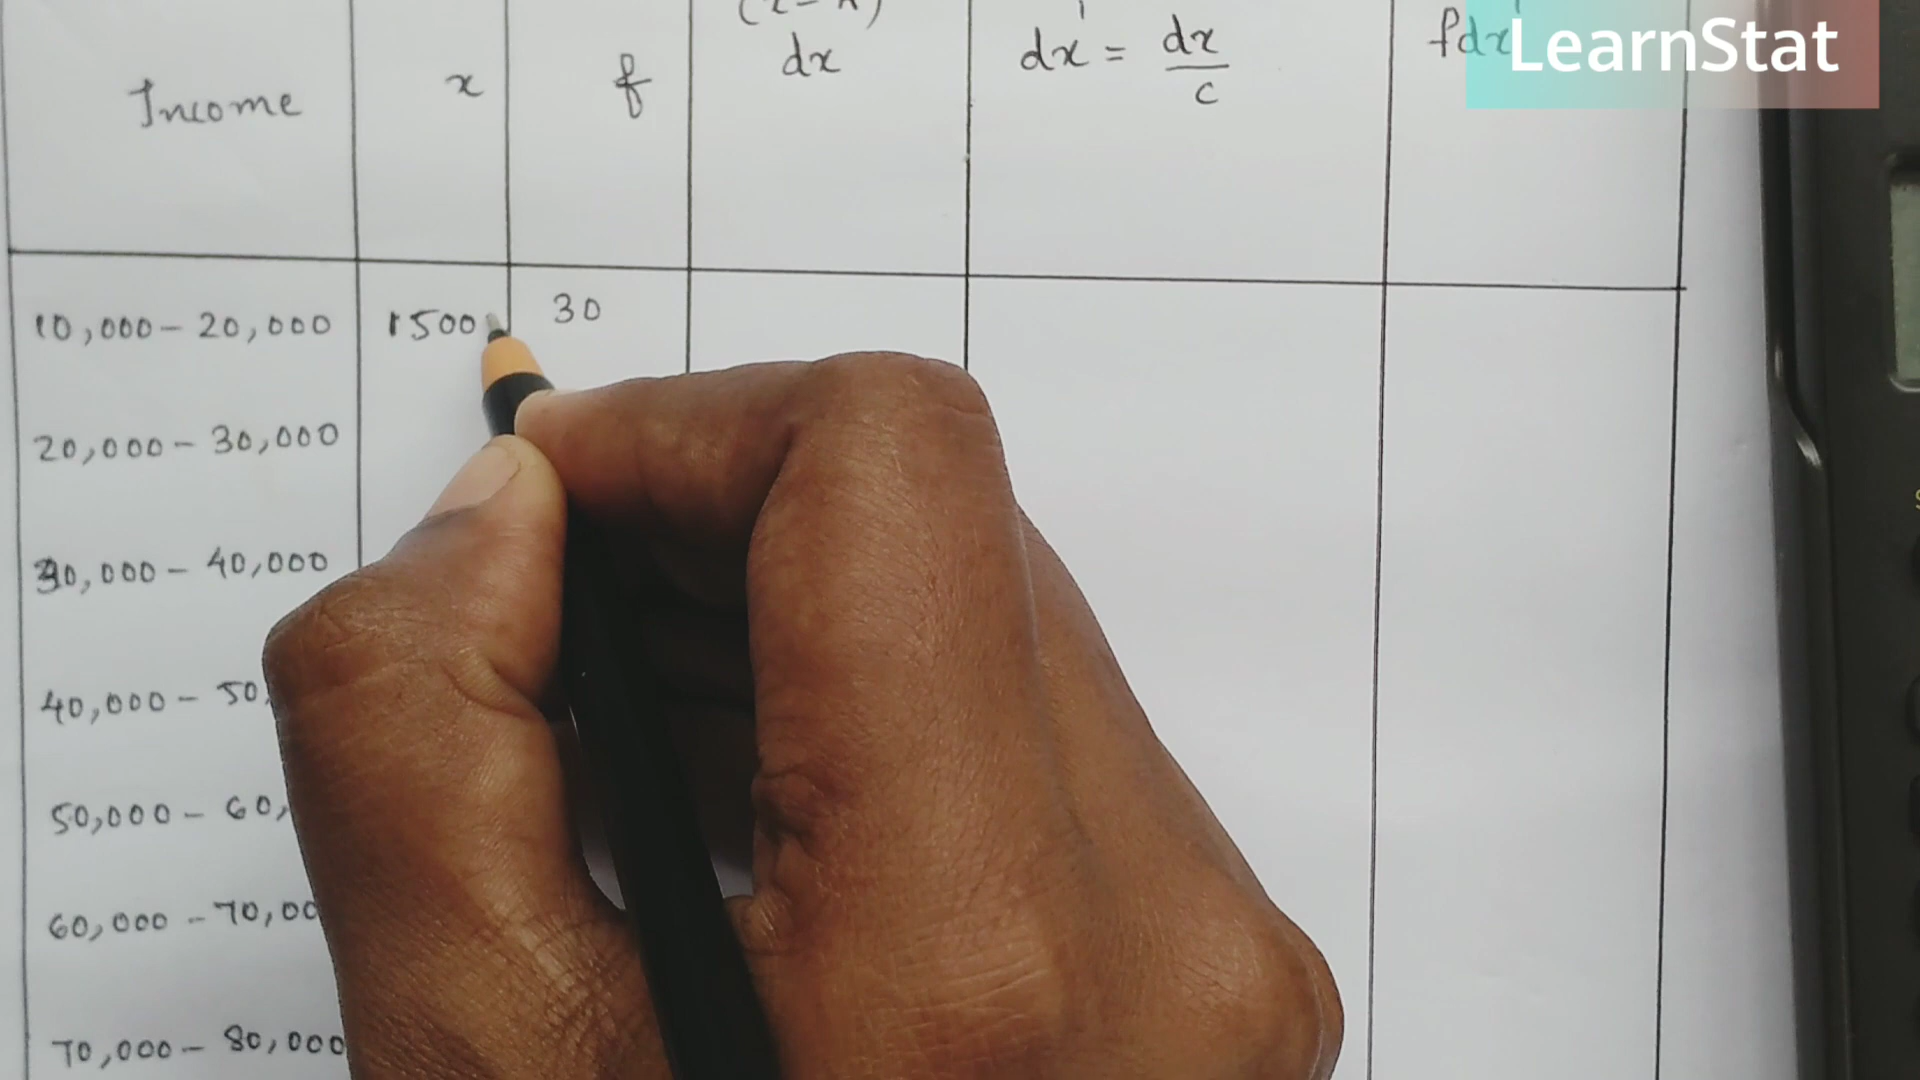 (x-A)
Income x f dx dx' = dx/c fdx'
LearnStat
10,000 - 20,000 1500 30
20,000 - 30,000
30,000 - 40,000
40,000 - 50,
50,000 - 60,
60,000 - 70,00
70,000 - 80,000